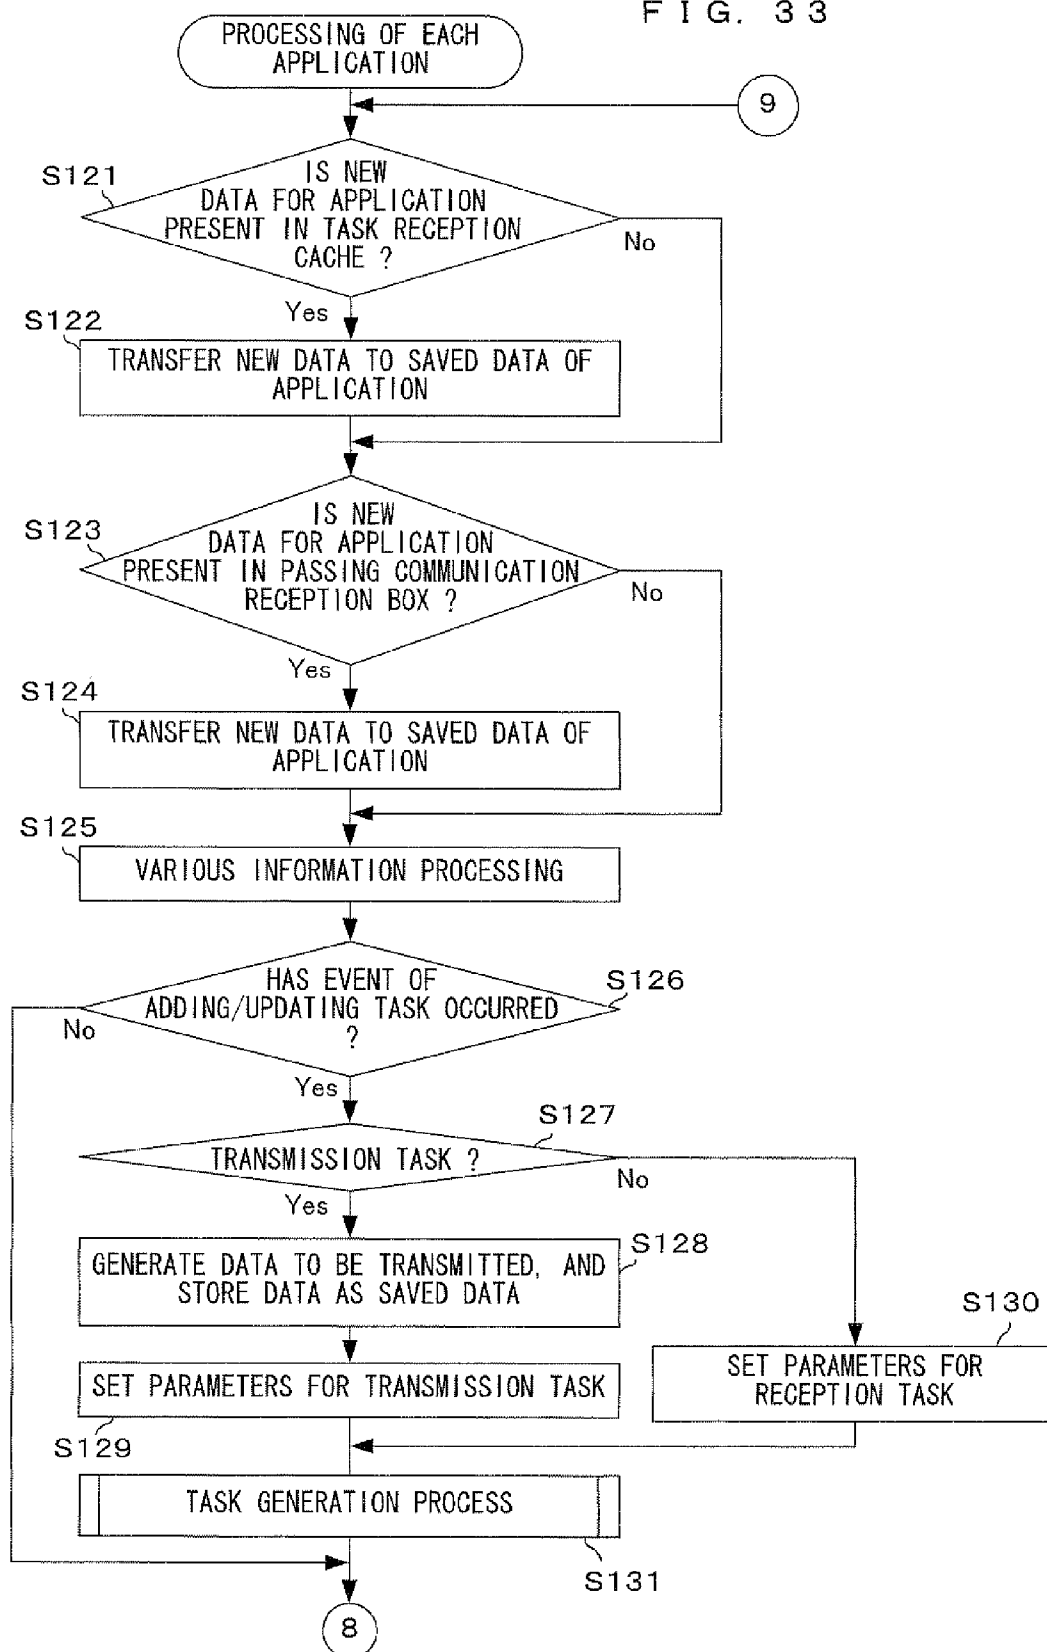 FIG. 33
PROCESSING OF EACH
APPLICATION
9
S121
IS NEW
DATA FOR APPLICATION
PRESENT IN TASK RECEPTION
CACHE ?
No
Yes
S122
TRANSFER NEW DATA TO SAVED DATA OF
APPLICATION
S123
IS NEW
DATA FOR APPLICATION
PRESENT IN PASSING COMMUNICATION
RECEPTION BOX ?
No
Yes
S124
TRANSFER NEW DATA TO SAVED DATA OF
APPLICATION
S125
VARIOUS INFORMATION PROCESSING
HAS EVENT OF
ADDING/UPDATING TASK OCCURRED
?
S126
No
Yes
S127
TRANSMISSION TASK ?
No
Yes
GENERATE DATA TO BE TRANSMITTED, AND
STORE DATA AS SAVED DATA
S128
S130
SET PARAMETERS FOR
RECEPTION TASK
SET PARAMETERS FOR TRANSMISSION TASK
S129
TASK GENERATION PROCESS
S131
8